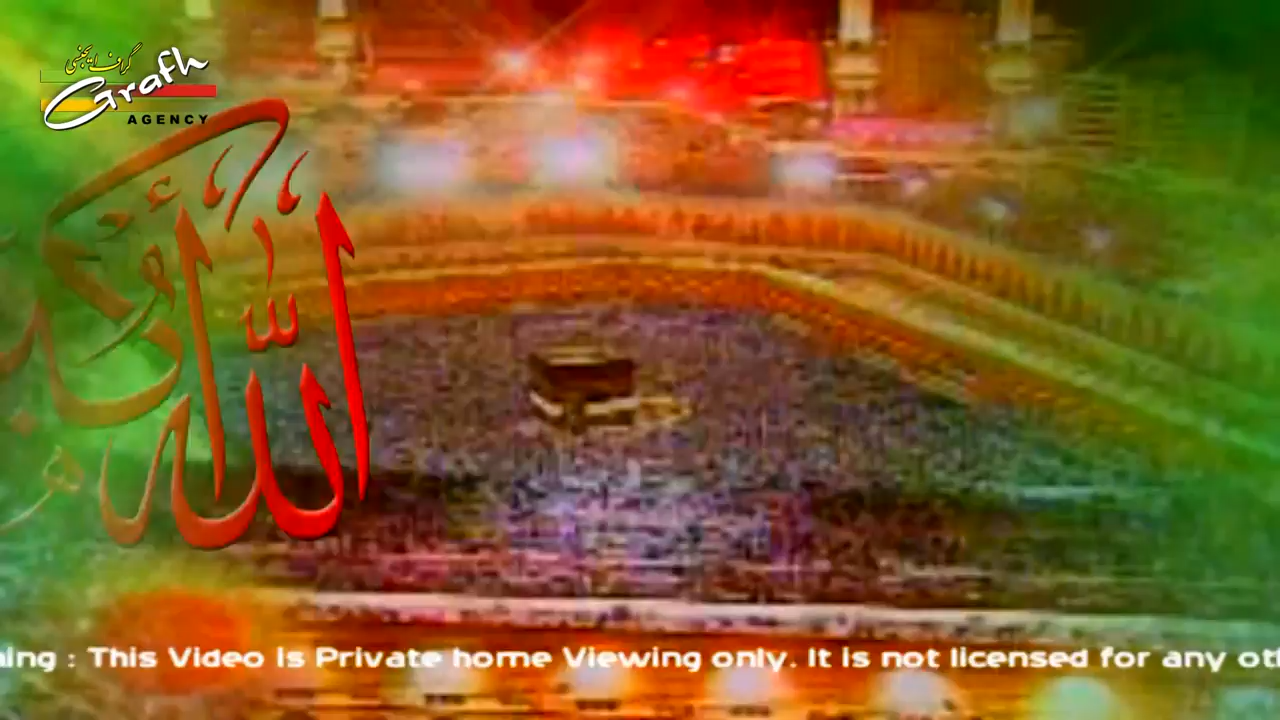 گراف ایجنسی
Grafh
AGENCY
الله أكبر
ning : This Video Is Private home Viewing only. It is not licensed for any oth